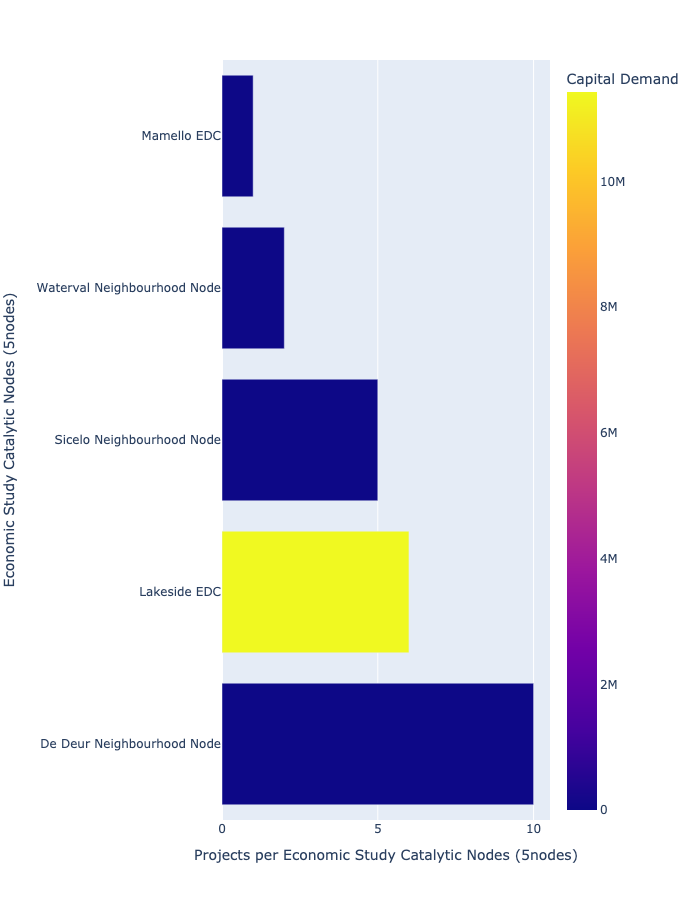 Capital Demand
Mamello EDC
Waterval Neighbourhood Node
Sicelo Neighbourhood Node
Lakeside EDC
De Deur Neighbourhood Node
Economic Study Catalytic Nodes (5nodes)
10M
8M
6M
4M
2M
0
0 5 10
Projects per Economic Study Catalytic Nodes (5nodes)